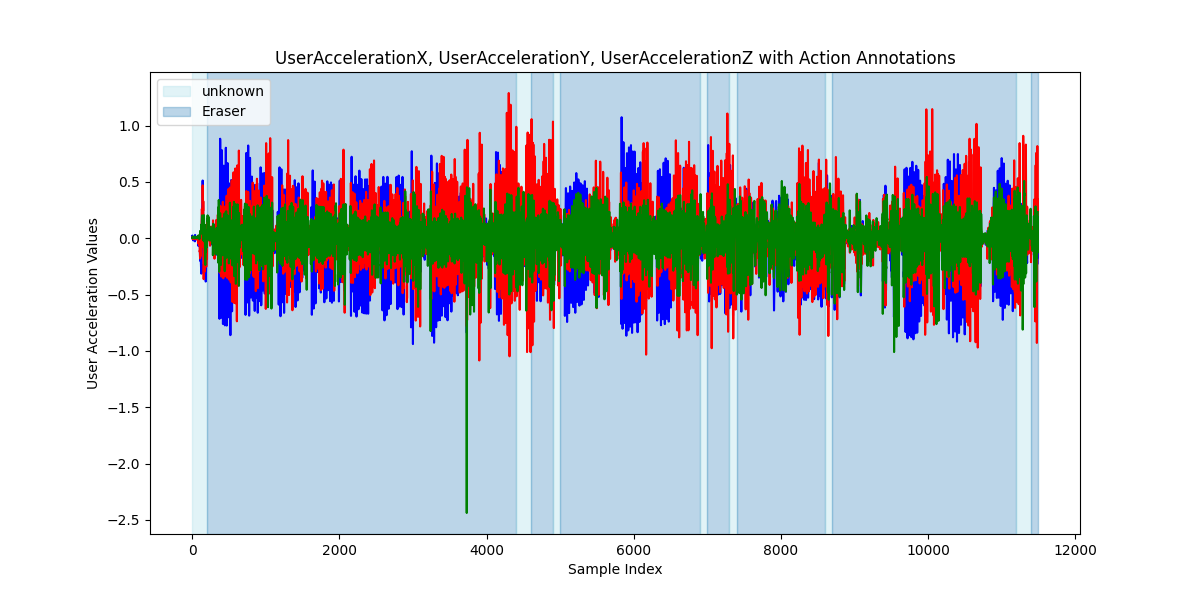 UserAccelerationX, UserAccelerationY, UserAccelerationZ with Action Annotations
unknown
Eraser
User Acceleration Values
1.0
0.5
0.0
−0.5
−1.0
−1.5
−2.0
−2.5
0 2000 4000 6000 8000 10000 12000
Sample Index